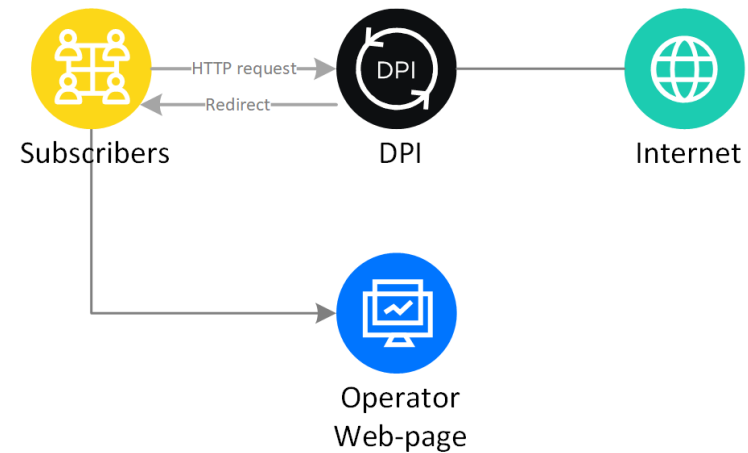 HTTP request
DPI
Redirect
Subscribers
DPI
Internet
Operator
Web-page